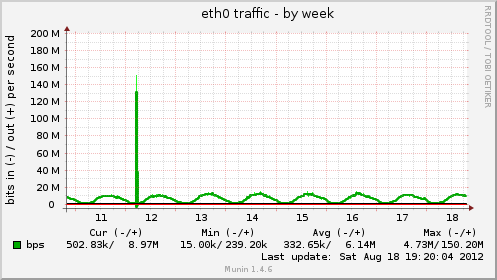 eth0 traffic - by week
RRDTOOL / TOBI OETIKER
bits in (-) / out (+) per second
200 M
180 M
160 M
140 M
120 M
100 M
80 M
60 M
40 M
20 M
0
11 12 13 14 15 16 17 18
Cur (-/+) Min (-/+) Avg (-/+) Max (-/+)
bps 502.83k/ 8.97M 15.00k/239.20k 332.65k/ 6.14M 4.73M/150.20M
Last update: Sat Aug 18 19:20:04 2012
Munin 1.4.6